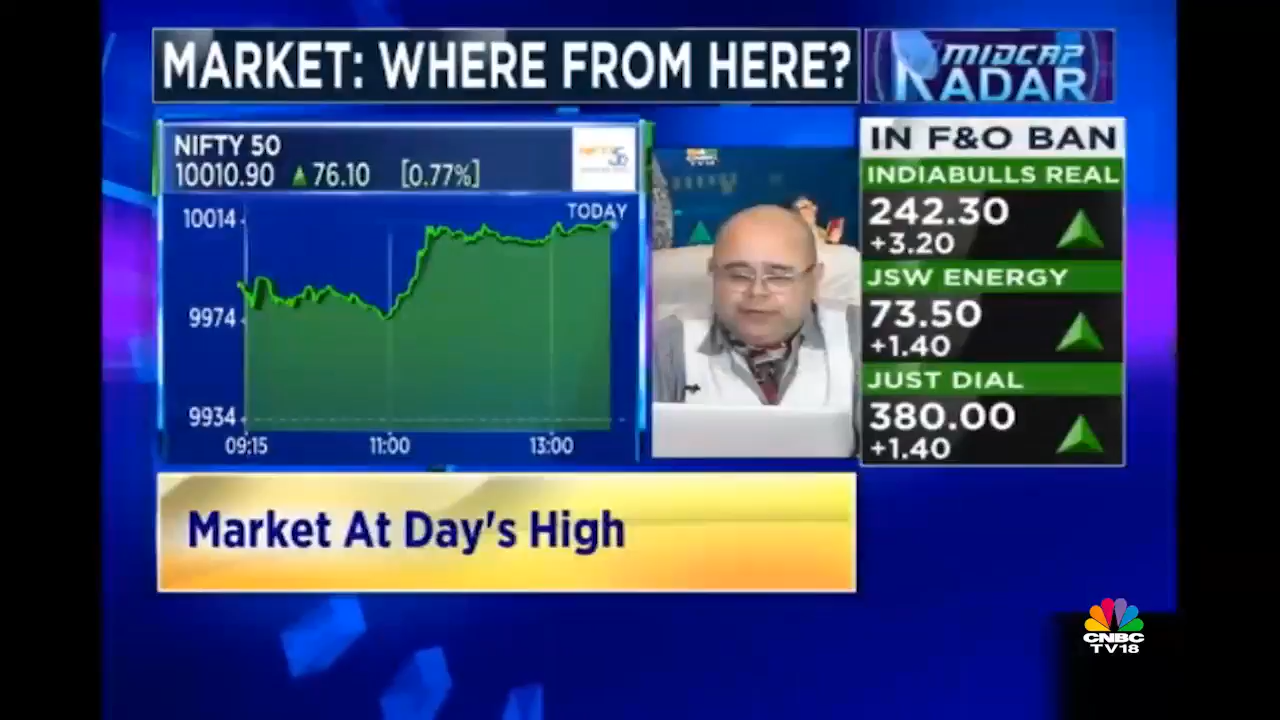 MARKET: WHERE FROM HERE?
MIDCAP
RADAR
NIFTY 50
10010.90 ▲ 76.10 [0.77%]
TODAY
10014
9974
9934
09:15 11:00 13:00
IN F&O BAN
INDIABULLS REAL
242.30
+3.20
JSW ENERGY
73.50
+1.40
JUST DIAL
380.00
+1.40
Market At Day's High
CNBC
TV18